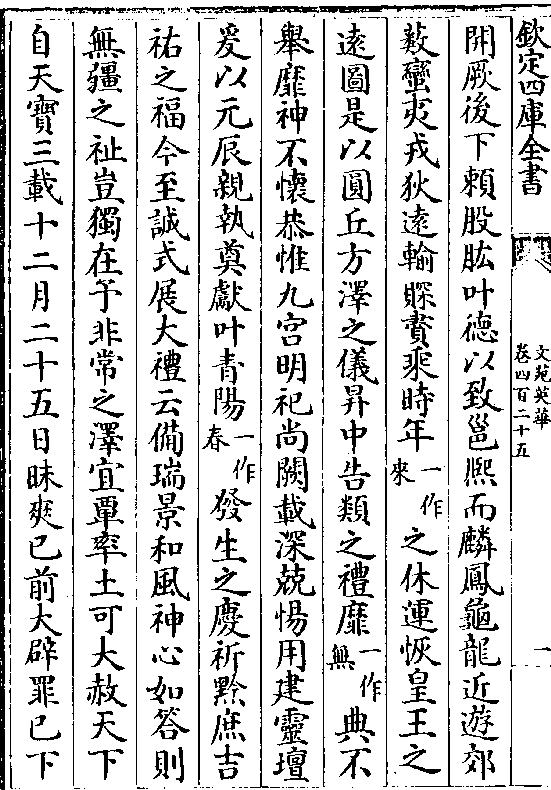 欽定四庫全書
文苑英華
卷四百二十五
一
開厥後下賴股肱叶德以致邕熙而麟鳳龜龍近遊郊
薮蠻夷戎狄遠輸賝賮乘時年一作來之休運恢皇王之
遠圖是以圓丘方澤之儀昇中告類之禮靡一作無典不
舉靡神不懷恭惟九宫明祀尚闕載深兢惕用建靈壇
爰以元辰親執奠獻叶青陽一作春發生之慶祈黔庶吉
祐之福今至誠式展大禮云備瑞景和風神心如答則
無疆之祉豈獨在予非常之澤宜覃率土可大赦天下
自天寶三載十二月二十五日昧爽已前大辟罪已下